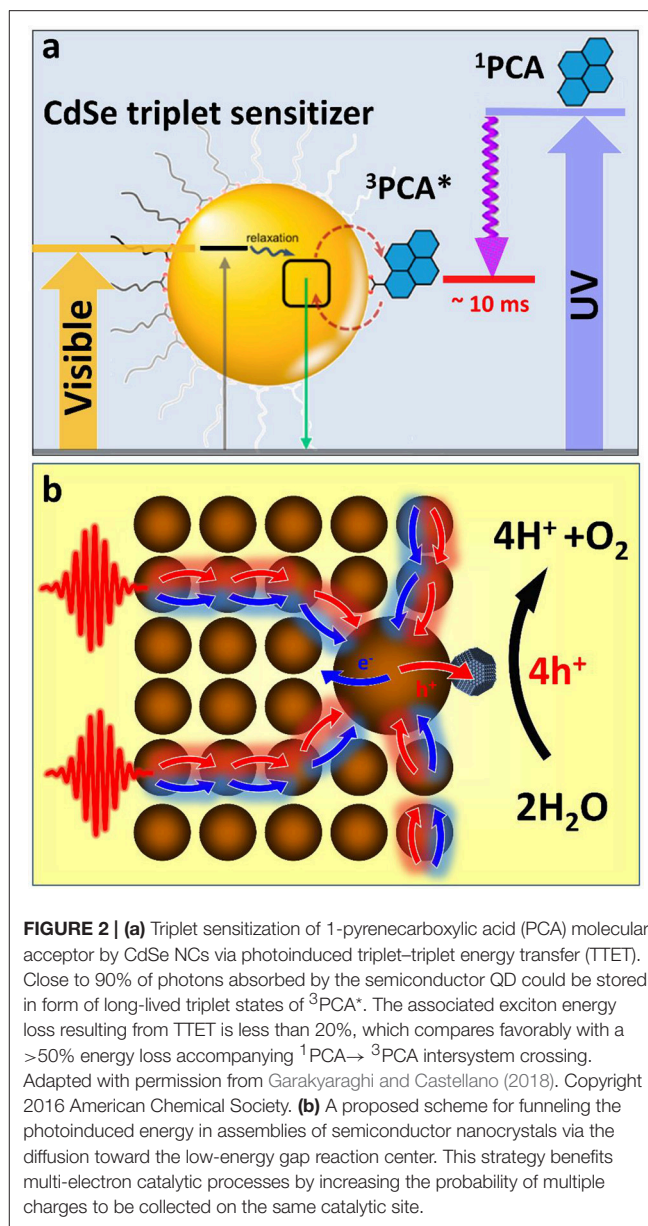 a
¹PCA
CdSe triplet sensitizer
³PCA*
relaxation
~ 10 ms
Visible
UV
b
4H⁺ +O₂
e⁻
h⁺
4h⁺
2H₂O
FIGURE 2 | (a) Triplet sensitization of 1-pyrenecarboxylic acid (PCA) molecular
acceptor by CdSe NCs via photoinduced triplet–triplet energy transfer (TTET).
Close to 90% of photons absorbed by the semiconductor QD could be stored
in form of long-lived triplet states of ³PCA*. The associated exciton energy
loss resulting from TTET is less than 20%, which compares favorably with a
>50% energy loss accompanying ¹PCA→ ³PCA intersystem crossing.
Adapted with permission from Garakyaraghi and Castellano (2018). Copyright
2016 American Chemical Society. (b) A proposed scheme for funneling the
photoinduced energy in assemblies of semiconductor nanocrystals via the
diffusion toward the low-energy gap reaction center. This strategy benefits
multi-electron catalytic processes by increasing the probability of multiple
charges to be collected on the same catalytic site.